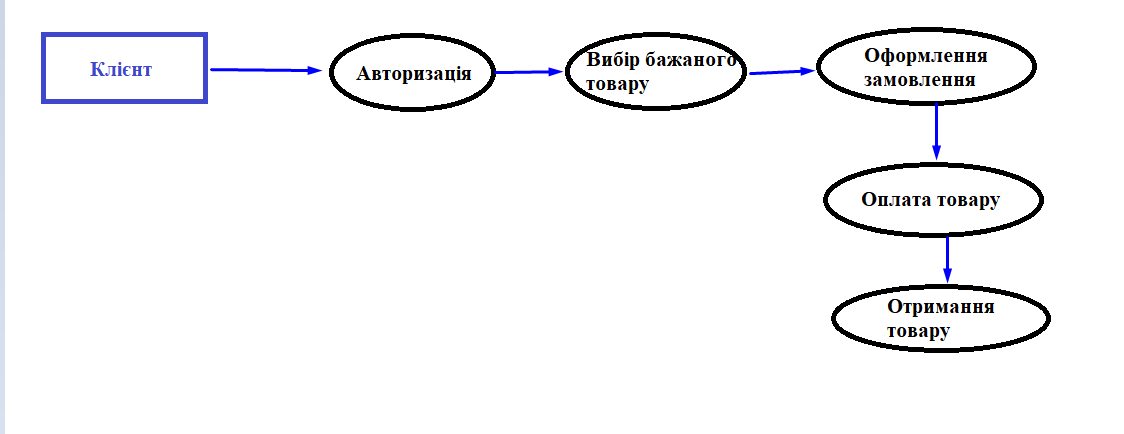 Клієнт
Авторизація
Вибір бажаного
товару
Оформлення
замовлення
Оплата товару
Отримання
товару